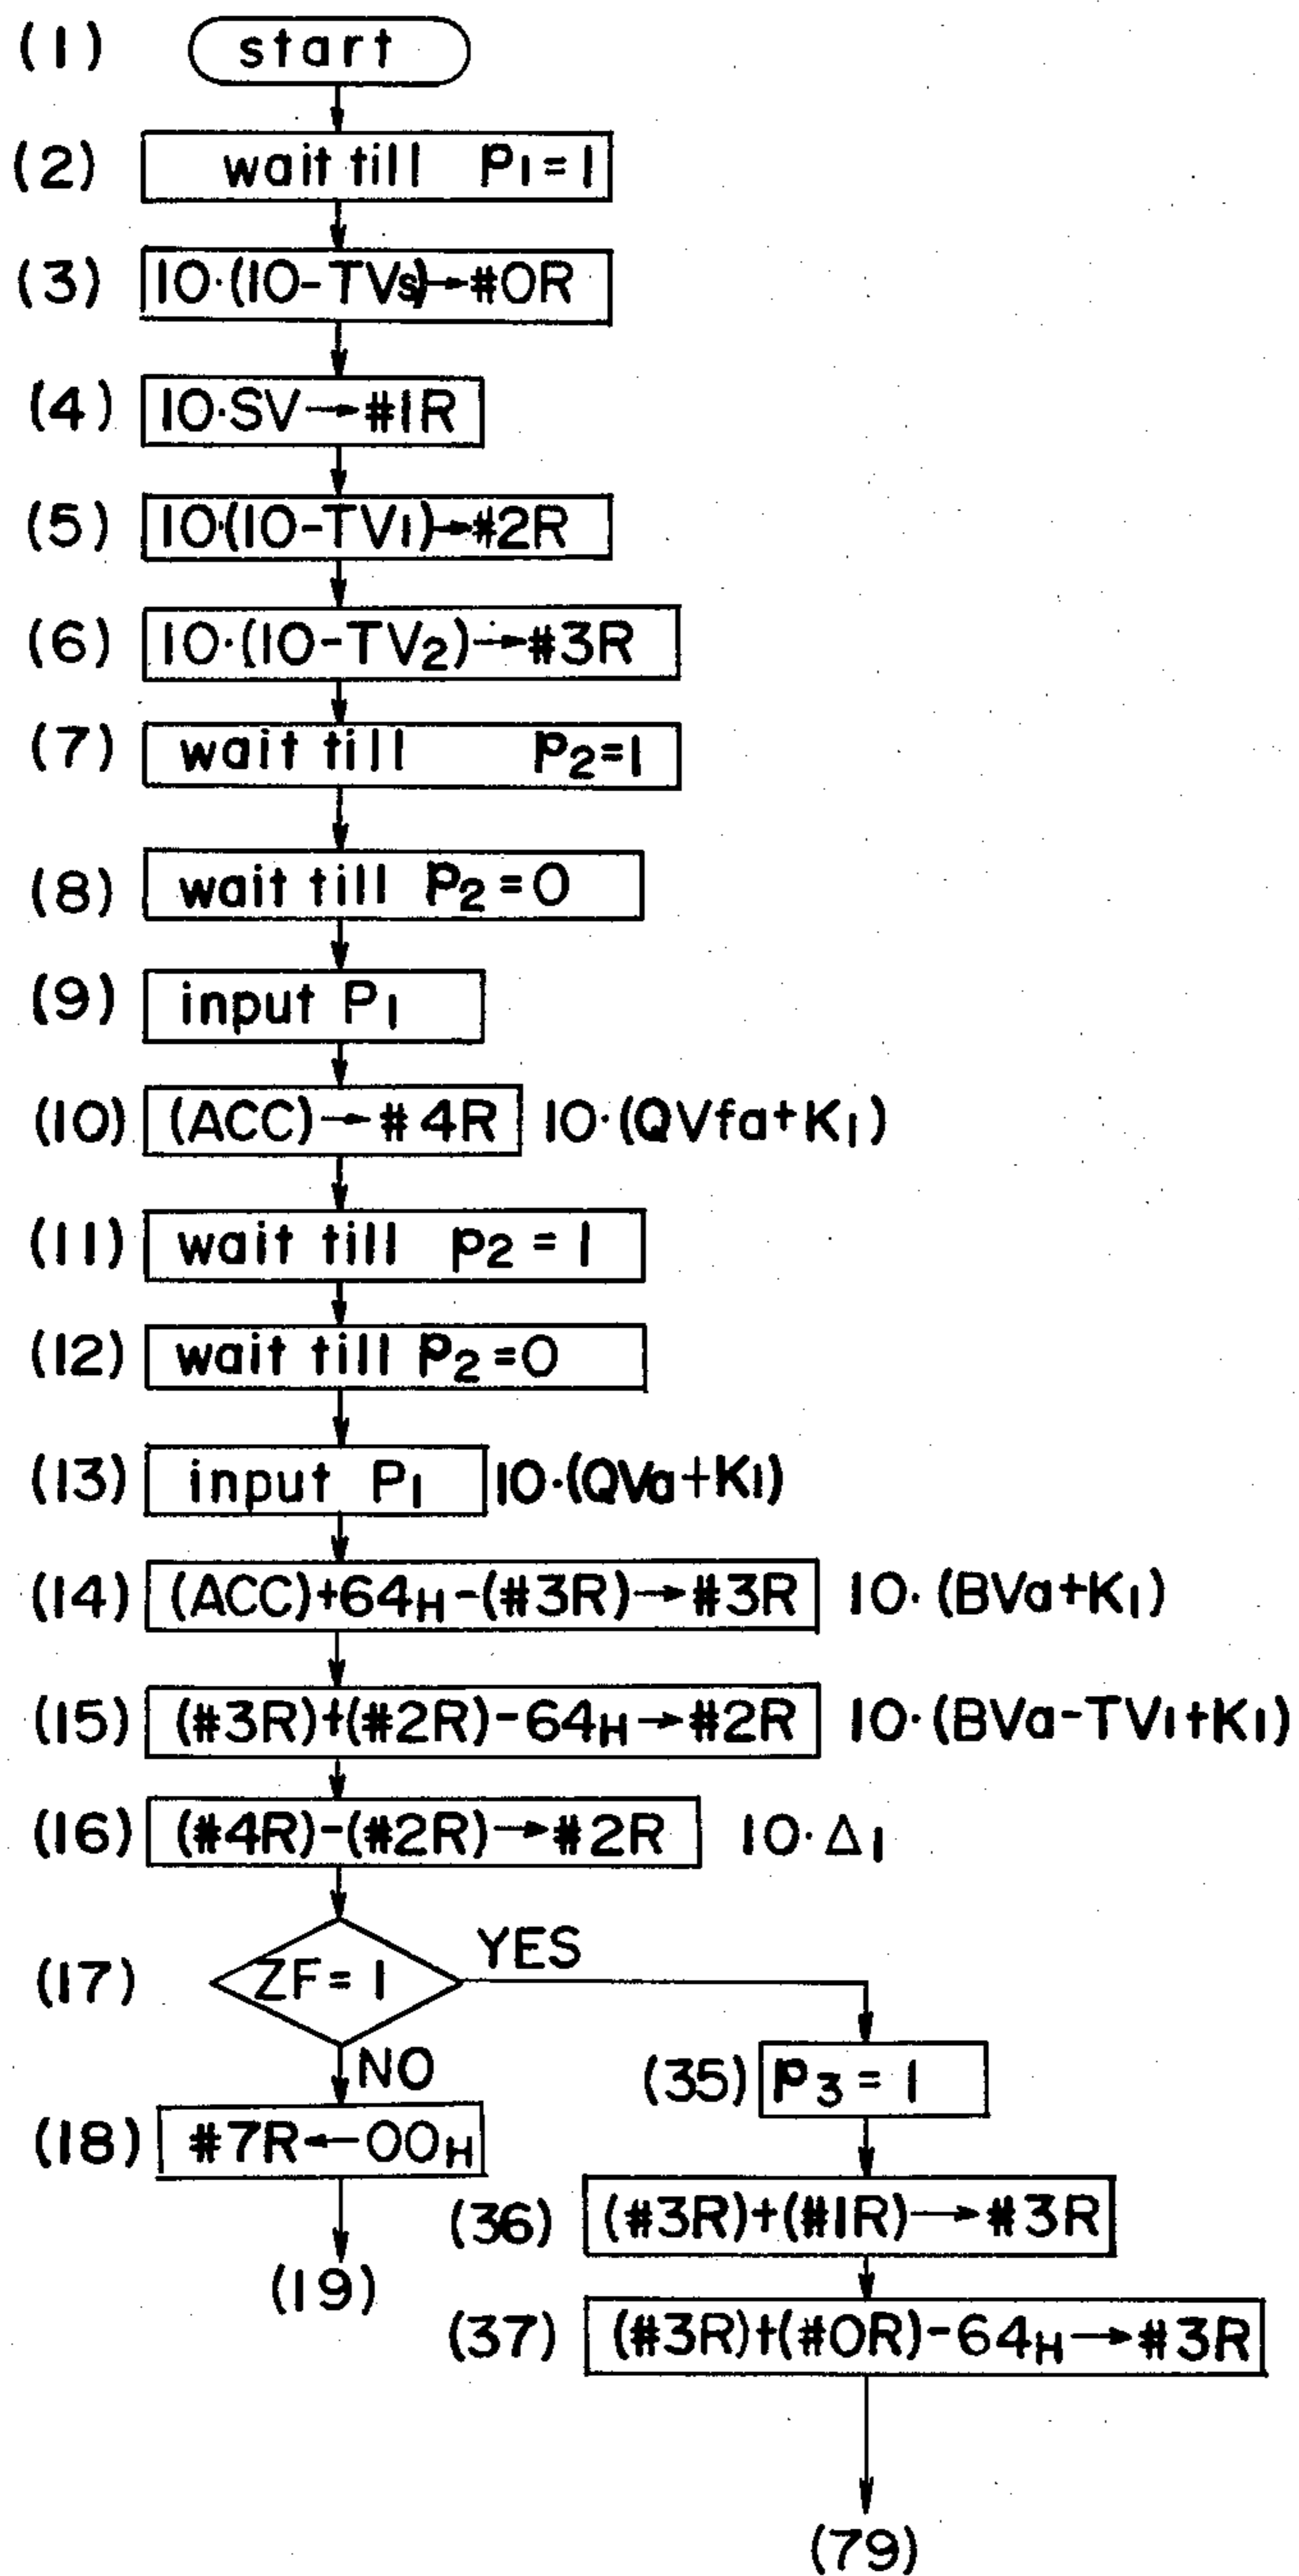 (1) start
(2) wait till p1=1
(3) 10·(10-TVs)→#0R
(4) 10·SV→#1R
(5) 10·(10-TV1)→#2R
(6) 10·(10-TV2)→#3R
(7) wait till p2=1
(8) wait till p2=0
(9) input P1
(10) (ACC)→#4R 10·(QVfa+K1)
(11) wait till p2=1
(12) wait till p2=0
(13) input P1 10·(QVa+K1)
(14) (ACC)+64H-(#3R)→#3R 10·(BVa+K1)
(15) (#3R)+(#2R)-64H→#2R 10·(BVa-TV1+K1)
(16) (#4R)-(#2R)→#2R 10·Δ1
YES
(17) ZF=1
NO
(35) p3=1
(18) #7R←00H
(36) (#3R)+(#1R)→#3R
(19)
(37) (#3R)+(#0R)-64H→#3R
(79)